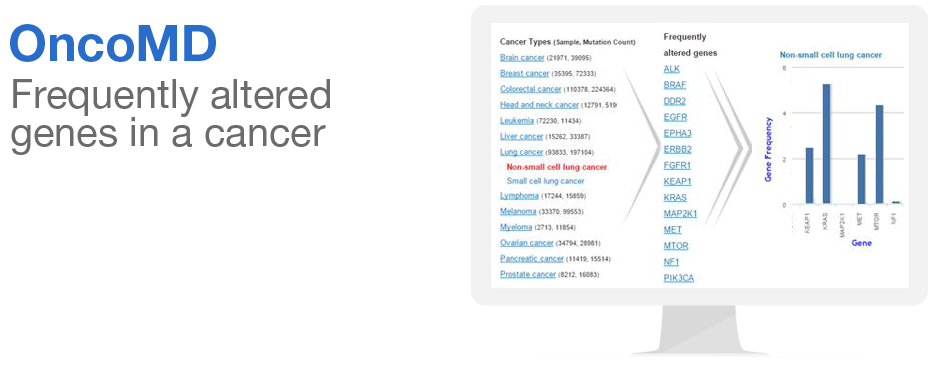 OncoMD
Frequently altered
genes in a cancer
Cancer Types (Sample, Mutation Count)
Brain cancer (21971, 39095)
Breast cancer (35395, 72333)
Colorectal cancer (110378, 224364)
Head and neck cancer (12791, 519
Leukemia (72230, 11434)
Liver cancer (15262, 33387)
Lung cancer (93833, 197104)
Non-small cell lung cancer
Small cell lung cancer
Lymphoma (17244, 15859)
Melanoma (33370, 99553)
Myeloma (2713, 11854)
Ovarian cancer (34794, 28981)
Pancreatic cancer (11419, 15514)
Prostate cancer (8212, 16083)
Frequently
altered genes
ALK
BRAF
DDR2
EGFR
EPHA3
ERBB2
FGFR1
KEAP1
KRAS
MAP2K1
MET
MTOR
NF1
PIK3CA
Non-small cell lung cancer
Gene Frequency
6
4
2
0
KEAP1
KRAS
MAP2K1
MET
MTOR
NF1
Gene